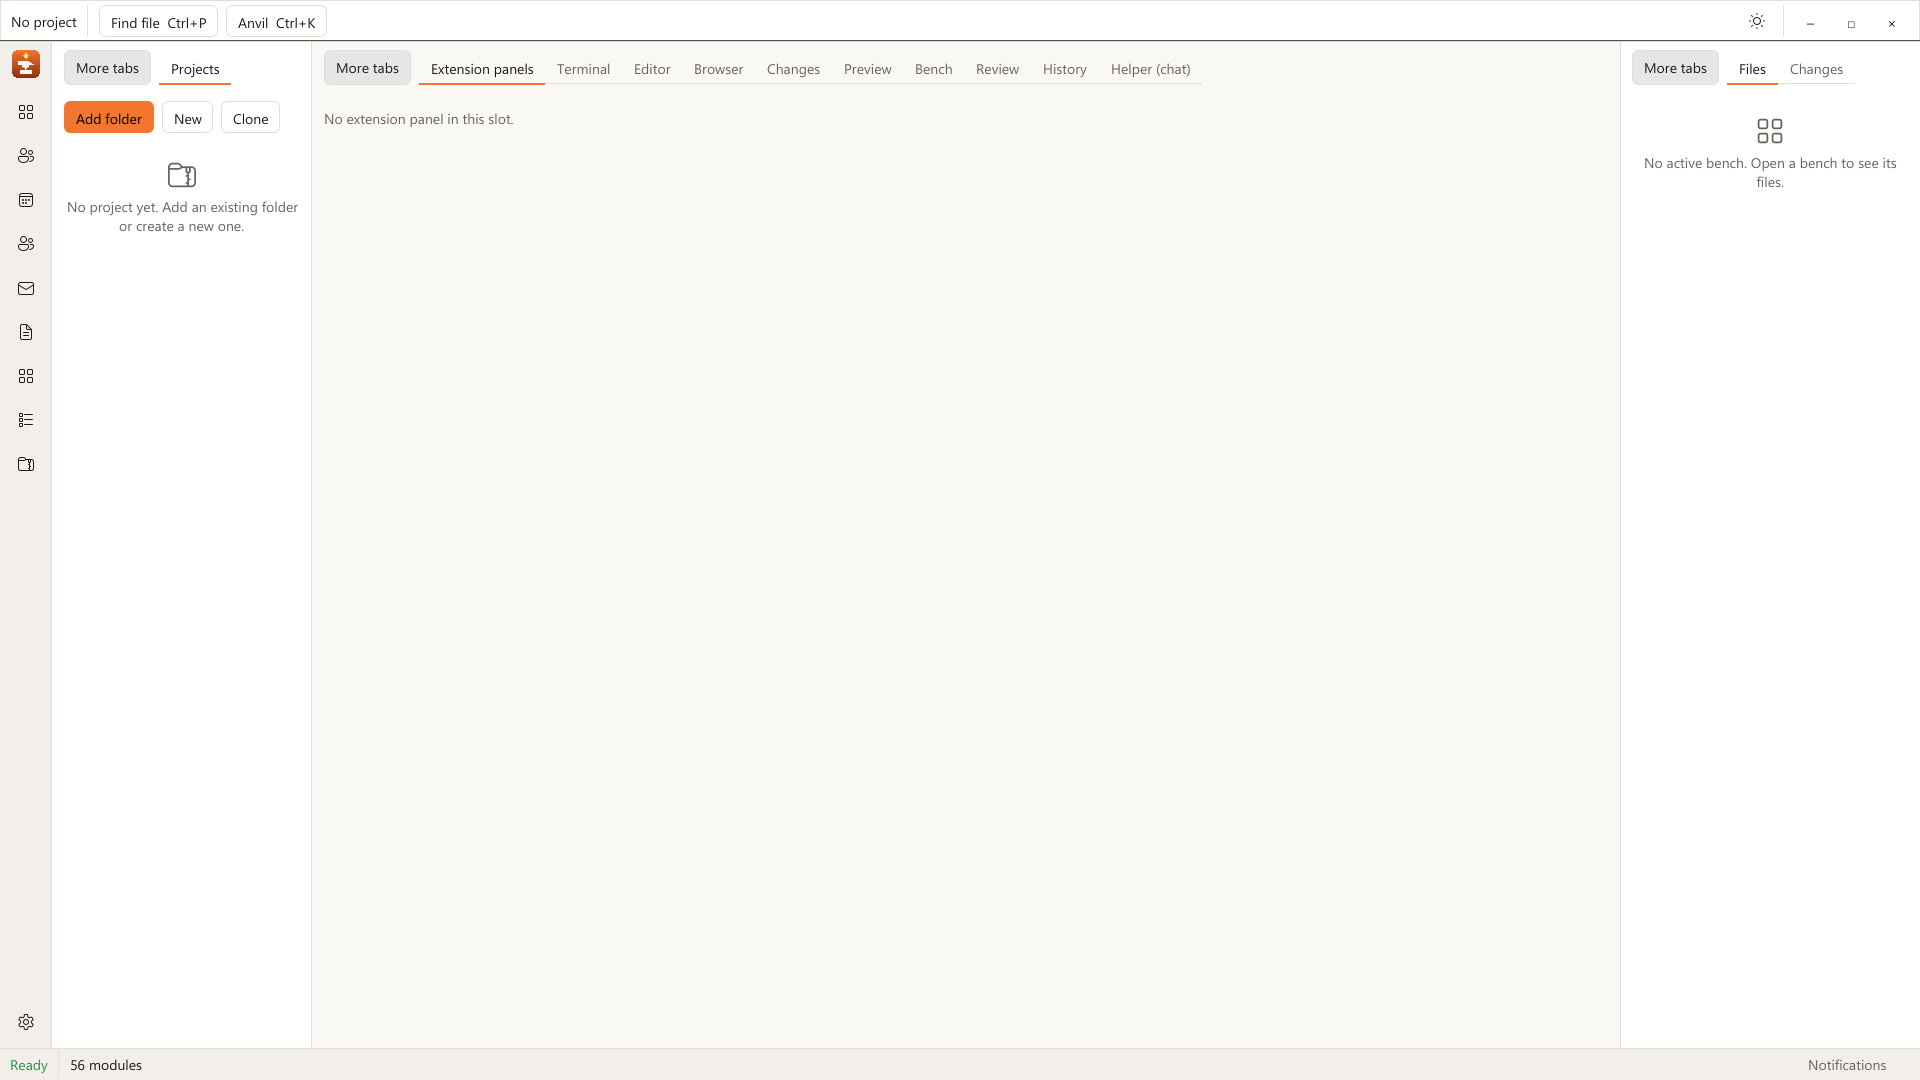 No project
Find file Ctrl+P
Anvil Ctrl+K
More tabs
Projects
Add folder
New
Clone
No project yet. Add an existing folder
or create a new one.
More tabs
Extension panels
Terminal
Editor
Browser
Changes
Preview
Bench
Review
History
Helper (chat)
No extension panel in this slot.
More tabs
Files
Changes
No active bench. Open a bench to see its
files.
Ready
56 modules
Notifications